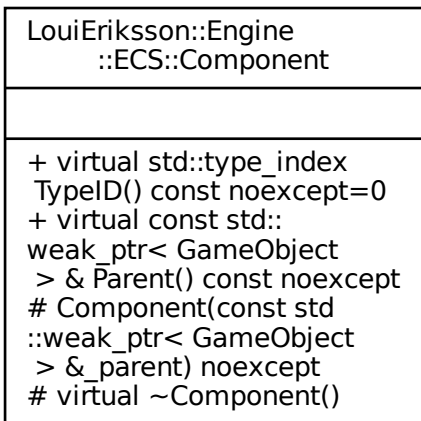 LouiEriksson::Engine
::ECS::Component
+ virtual std::type_index
TypeID() const noexcept=0
+ virtual const std::
weak_ptr< GameObject
> & Parent() const noexcept
# Component(const std
::weak_ptr< GameObject
> &_parent) noexcept
# virtual ~Component()